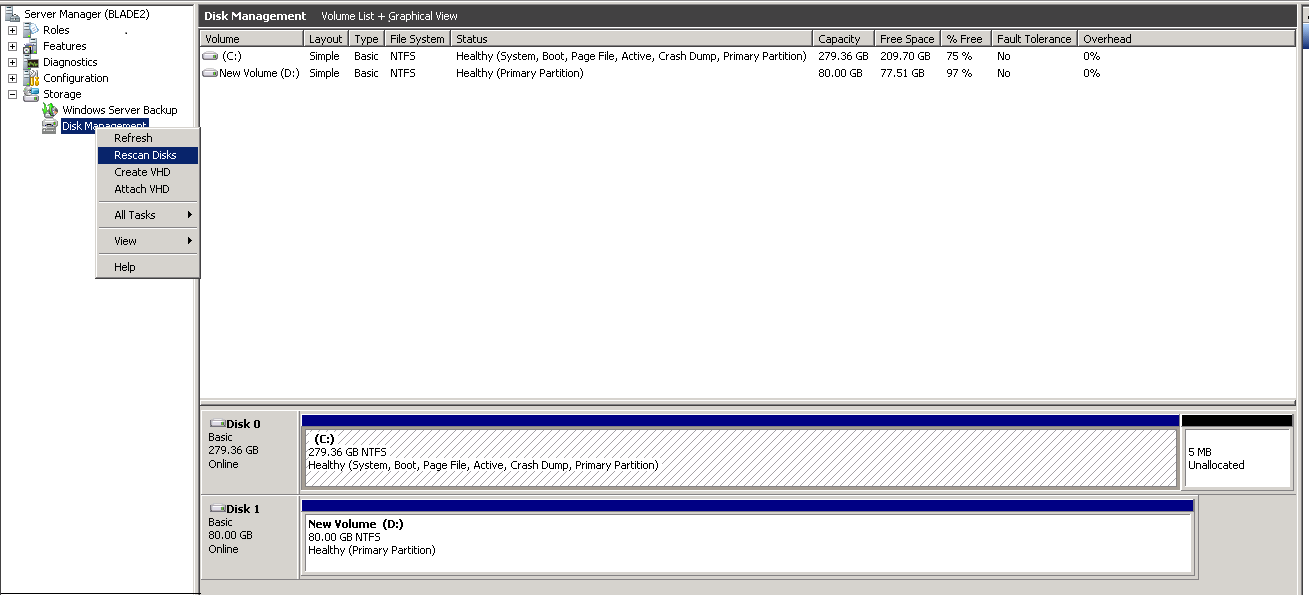 Server Manager (BLADE2)
Roles
Features
Diagnostics
Configuration
Storage
Windows Server Backup
Disk Management
Refresh
Rescan Disks
Create VHD
Attach VHD
All Tasks
View
Help
Disk Management Volume List + Graphical View
Volume Layout Type File System Status Capacity Free Space % Free Fault Tolerance Overhead
(C:) Simple Basic NTFS Healthy (System, Boot, Page File, Active, Crash Dump, Primary Partition) 279.36 GB 209.70 GB 75 % No 0%
New Volume (D:) Simple Basic NTFS Healthy (Primary Partition) 80.00 GB 77.51 GB 97 % No 0%
Disk 0
Basic
279.36 GB
Online
(C:)
279.36 GB NTFS
Healthy (System, Boot, Page File, Active, Crash Dump, Primary Partition)
5 MB
Unallocated
Disk 1
Basic
80.00 GB
Online
New Volume (D:)
80.00 GB NTFS
Healthy (Primary Partition)